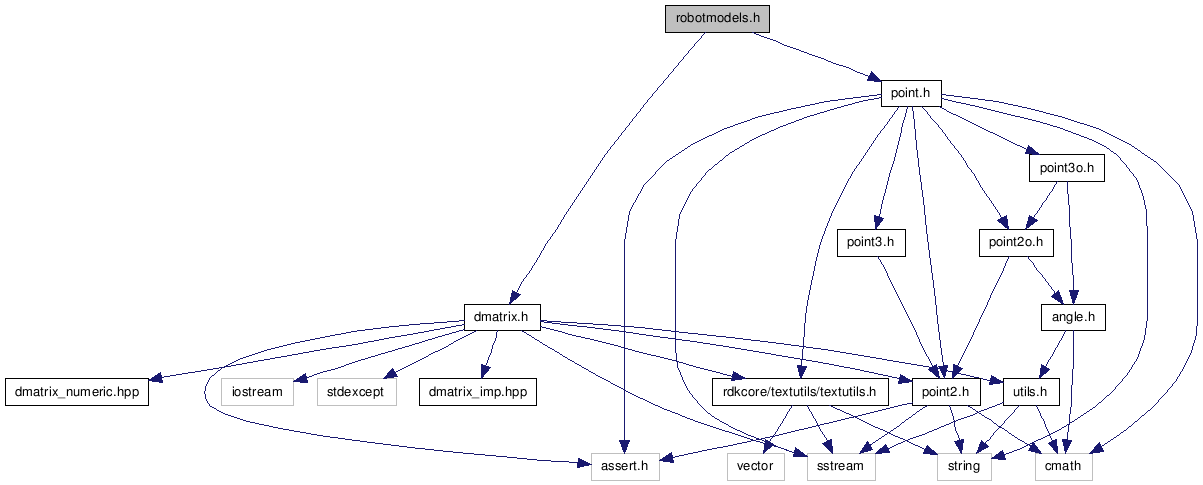 robotmodels.h
point.h
point3o.h
point3.h
point2o.h
dmatrix.h
angle.h
dmatrix_numeric.hpp
iostream
stdexcept
dmatrix_imp.hpp
rdkcore/textutils/textutils.h
point2.h
utils.h
assert.h
vector
sstream
string
cmath